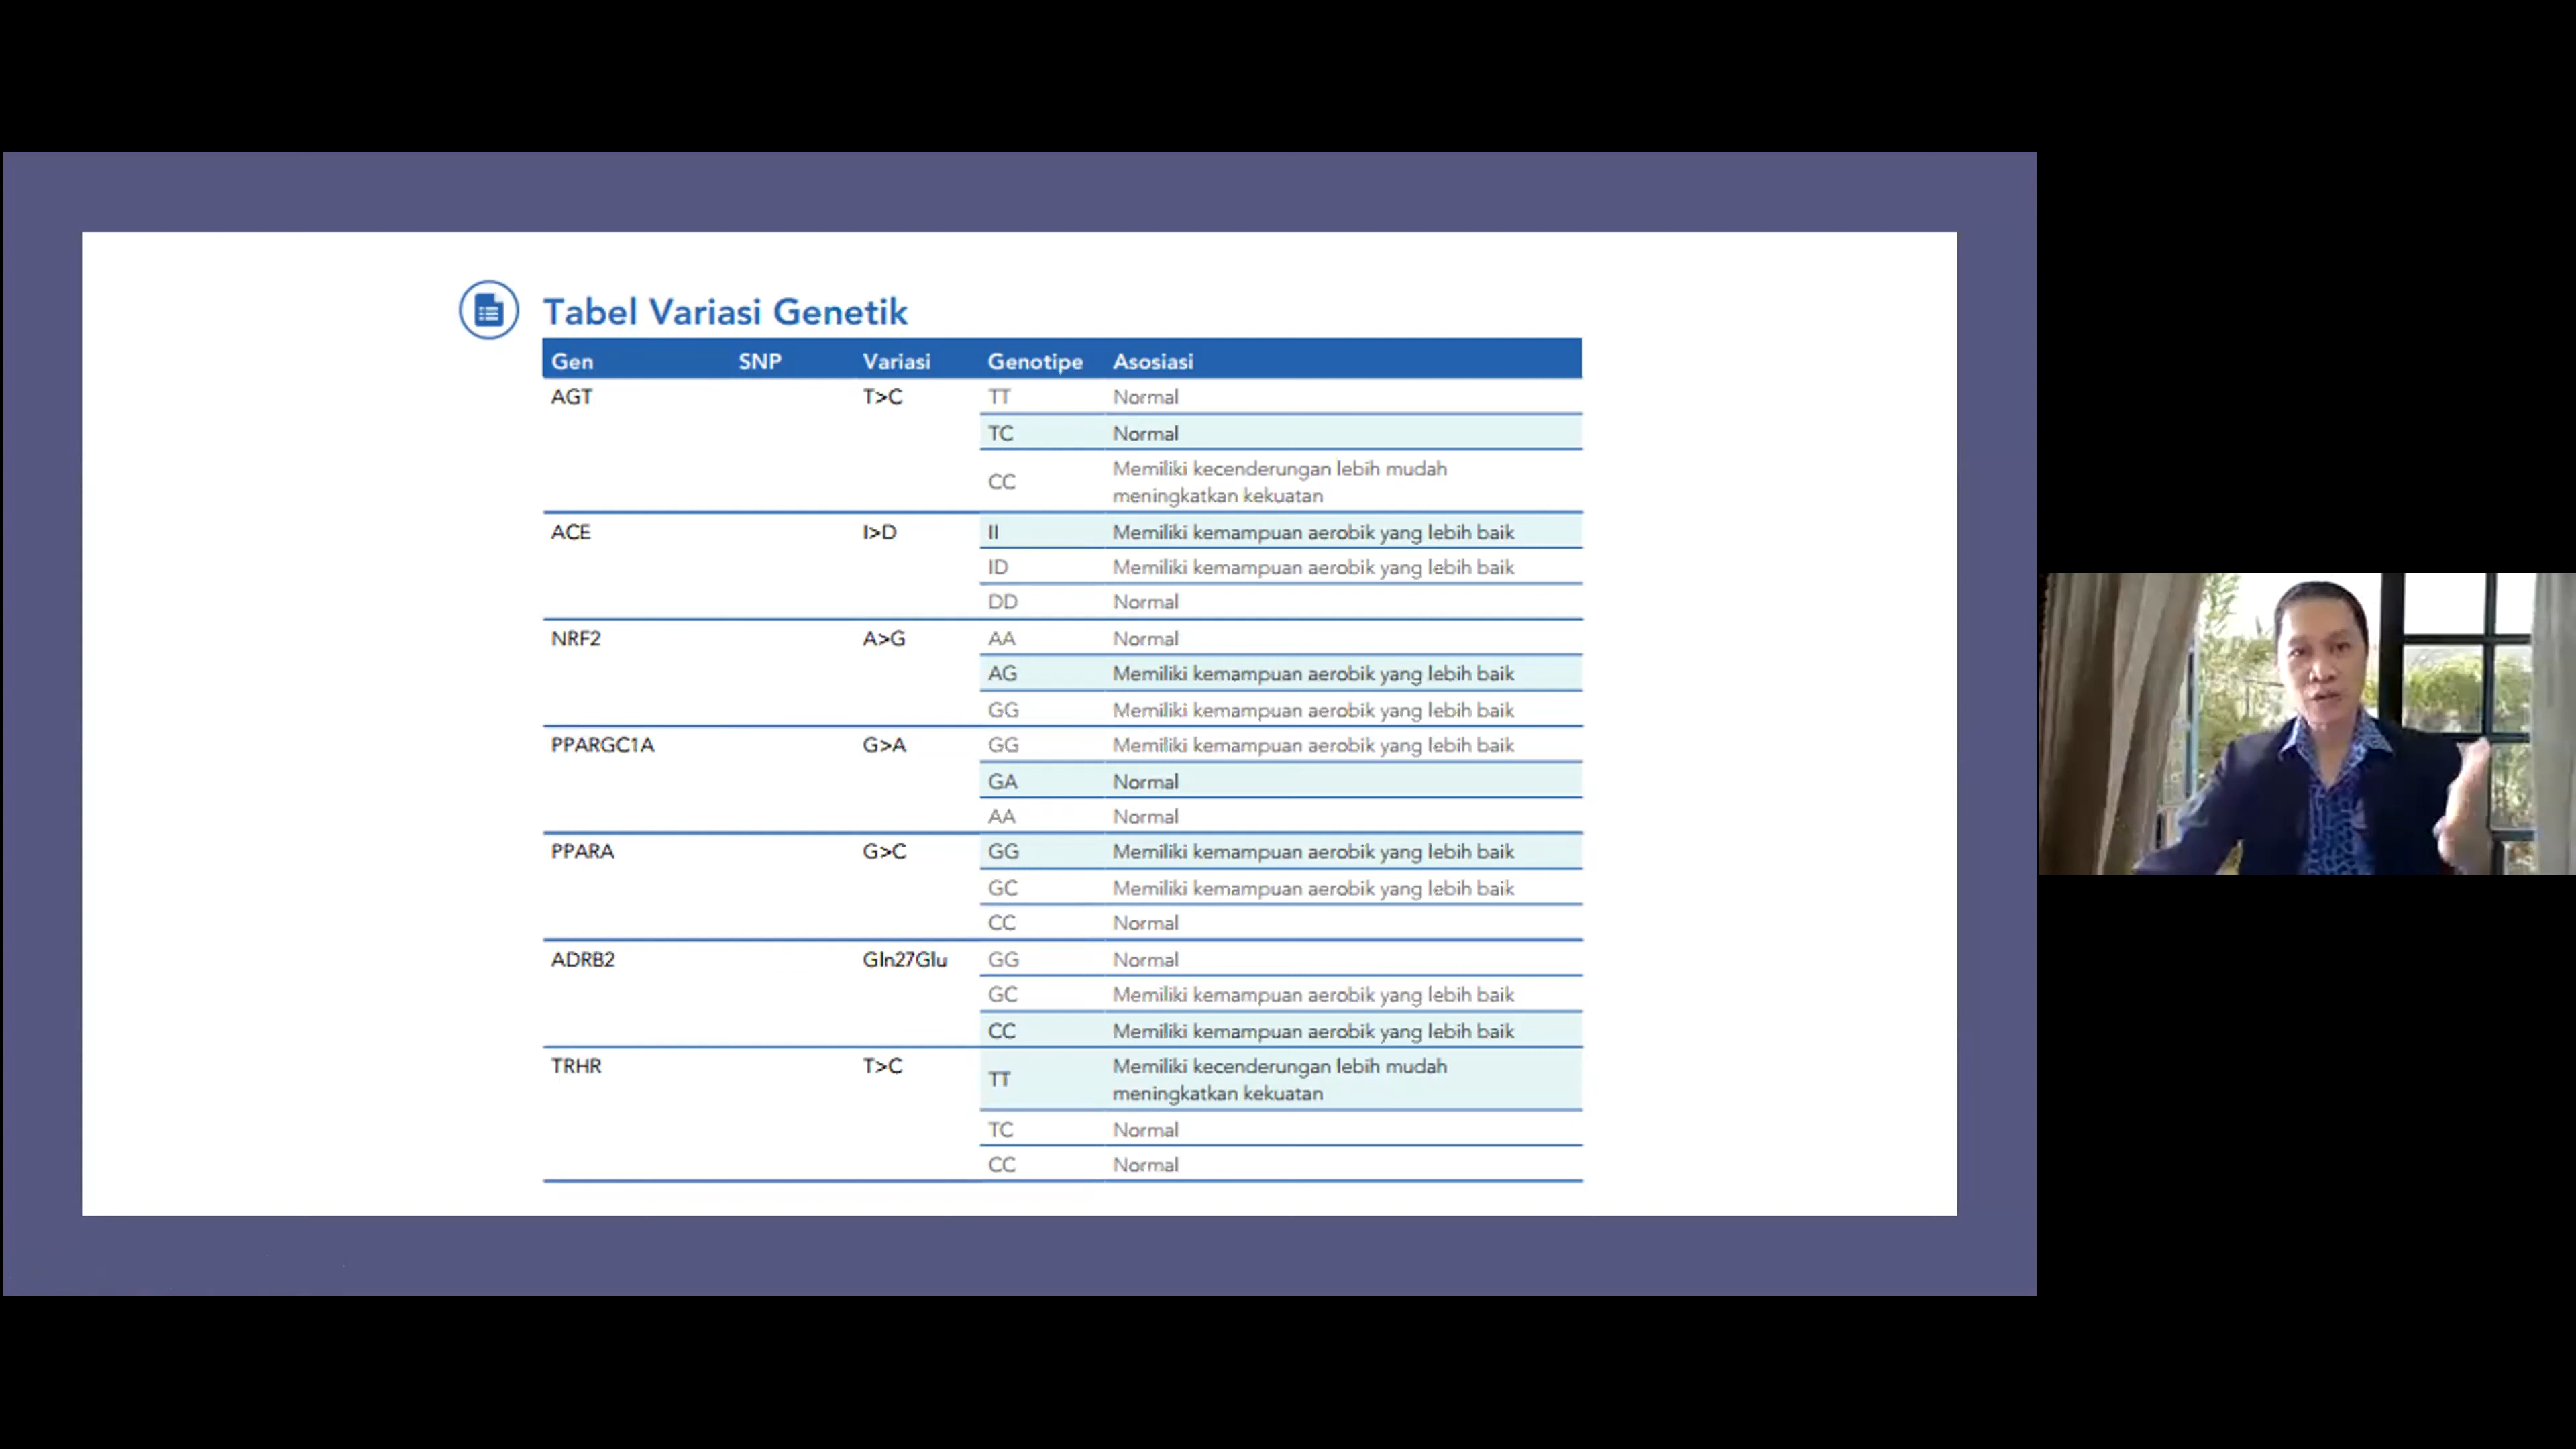 Tabel Variasi Genetik
Gen SNP Variasi Genotipe Asosiasi
AGT T>C TT Normal
TC Normal
CC Memiliki kecenderungan lebih mudah
meningkatkan kekuatan
ACE I>D II Memiliki kemampuan aerobik yang lebih baik
ID Memiliki kemampuan aerobik yang lebih baik
DD Normal
NRF2 A>G AA Normal
AG Memiliki kemampuan aerobik yang lebih baik
GG Memiliki kemampuan aerobik yang lebih baik
PPARGC1A G>A GG Memiliki kemampuan aerobik yang lebih baik
GA Normal
AA Normal
PPARA G>C GG Memiliki kemampuan aerobik yang lebih baik
GC Memiliki kemampuan aerobik yang lebih baik
CC Normal
ADRB2 Gln27Glu GG Normal
GC Memiliki kemampuan aerobik yang lebih baik
CC Memiliki kemampuan aerobik yang lebih baik
TRHR T>C TT Memiliki kecenderungan lebih mudah
meningkatkan kekuatan
TC Normal
CC Normal